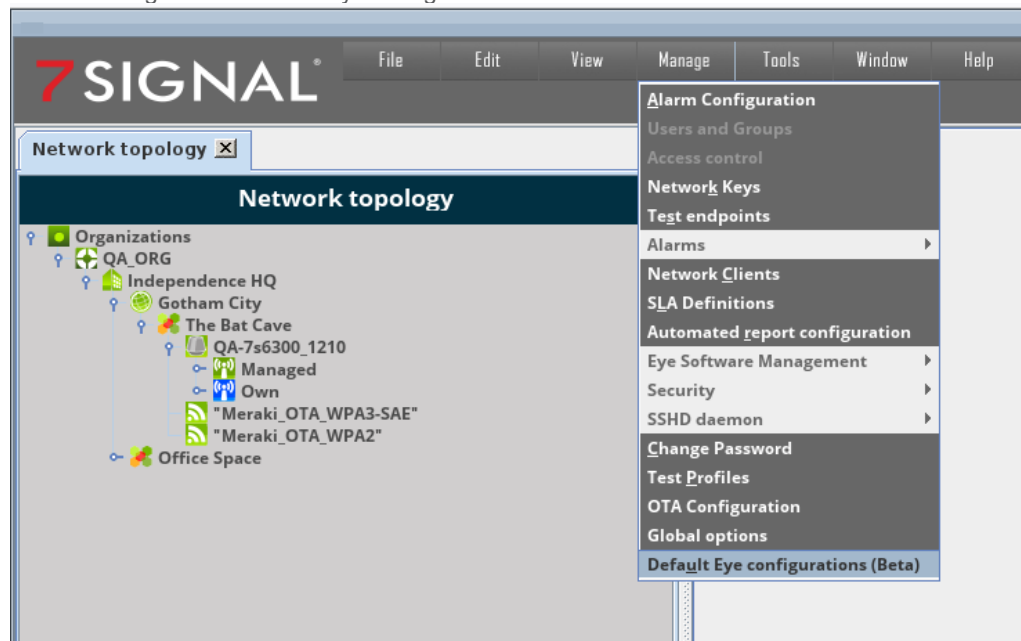 7SIGNAL®
File Edit View Manage Tools Window Help
Network topology
Network topology
Organizations
QA_ORG
Independence HQ
Gotham City
The Bat Cave
QA-7s6300_1210
Managed
Own
"Meraki_OTA_WPA3-SAE"
"Meraki_OTA_WPA2"
Office Space
Alarm Configuration
Users and Groups
Access control
Network Keys
Test endpoints
Alarms
Network Clients
SLA Definitions
Automated report configuration
Eye Software Management
Security
SSHD daemon
Change Password
Test Profiles
OTA Configuration
Global options
Default Eye configurations (Beta)